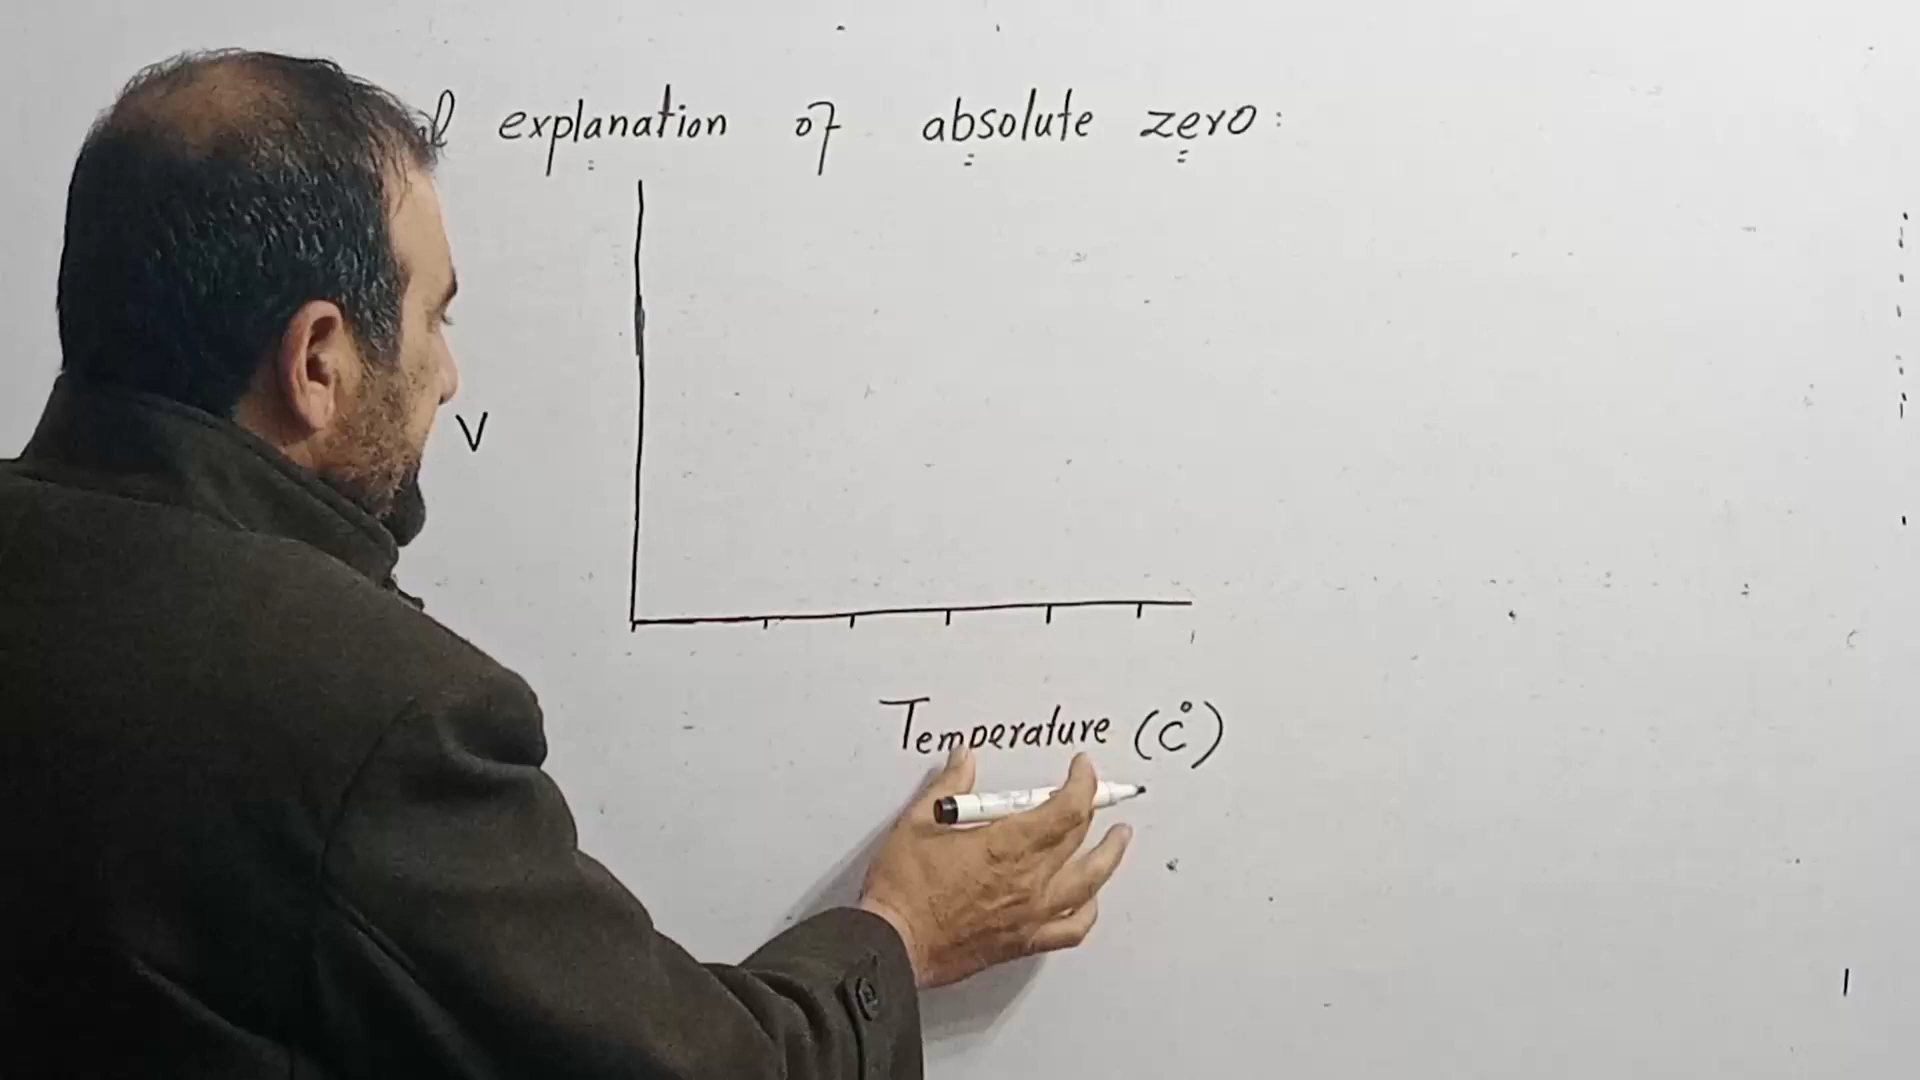 explanation of absolute zero:
V
Temperature (C°)